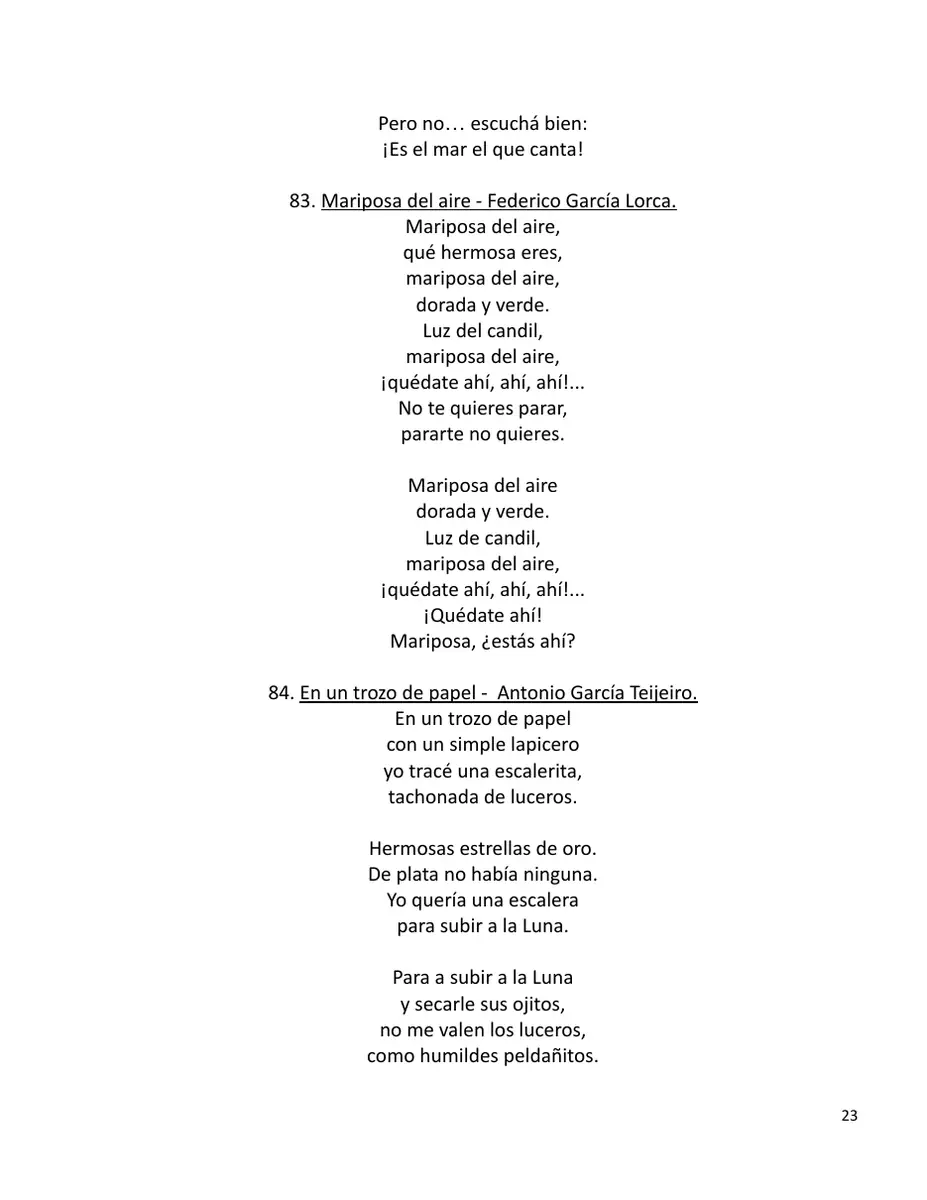 Pero no… escuchá bien:
¡Es el mar el que canta!
83. Mariposa del aire - Federico García Lorca.
Mariposa del aire,
qué hermosa eres,
mariposa del aire,
dorada y verde.
Luz del candil,
mariposa del aire,
¡quédate ahí, ahí, ahí!...
No te quieres parar,
pararte no quieres.
Mariposa del aire
dorada y verde.
Luz de candil,
mariposa del aire,
¡quédate ahí, ahí, ahí!...
¡Quédate ahí!
Mariposa, ¿estás ahí?
84. En un trozo de papel -  Antonio García Teijeiro.
En un trozo de papel
con un simple lapicero
yo tracé una escalerita,
tachonada de luceros.
Hermosas estrellas de oro.
De plata no había ninguna.
Yo quería una escalera
para subir a la Luna.
Para a subir a la Luna
y secarle sus ojitos,
no me valen los luceros,
como humildes peldañitos.
23